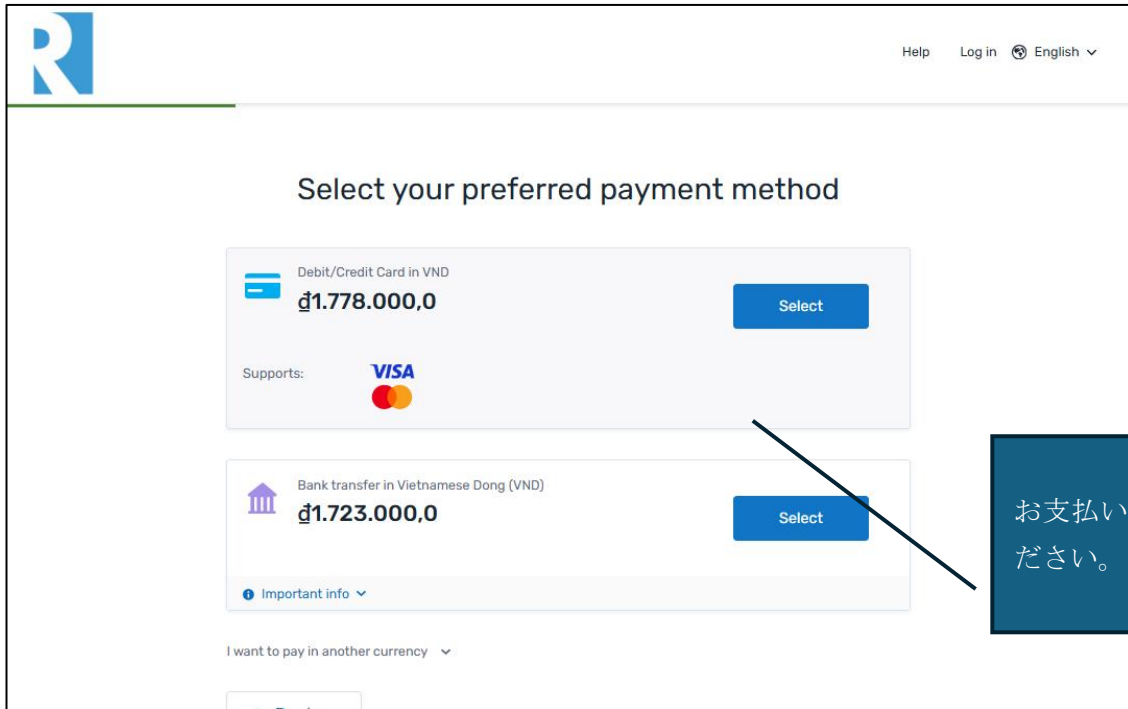 R
Help Log in English
Select your preferred payment method
Debit/Credit Card in VND
₫1.778.000,0
Select
Supports:
VISA
Bank transfer in Vietnamese Dong (VND)
₫1.723.000,0
Select
お支払い
ださい。
Important info
I want to pay in another currency